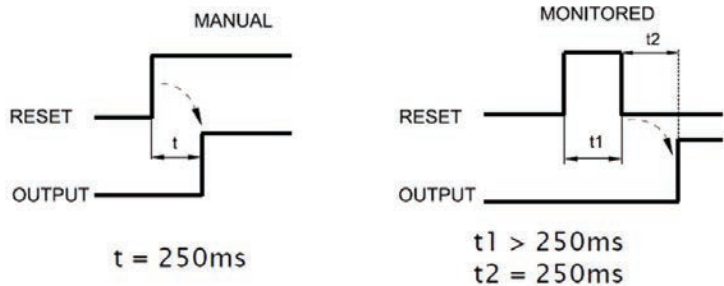 MANUAL
RESET
t
OUTPUT
t = 250ms
MONITORED
t2
RESET
t1
OUTPUT
t1 > 250ms
t2 = 250ms